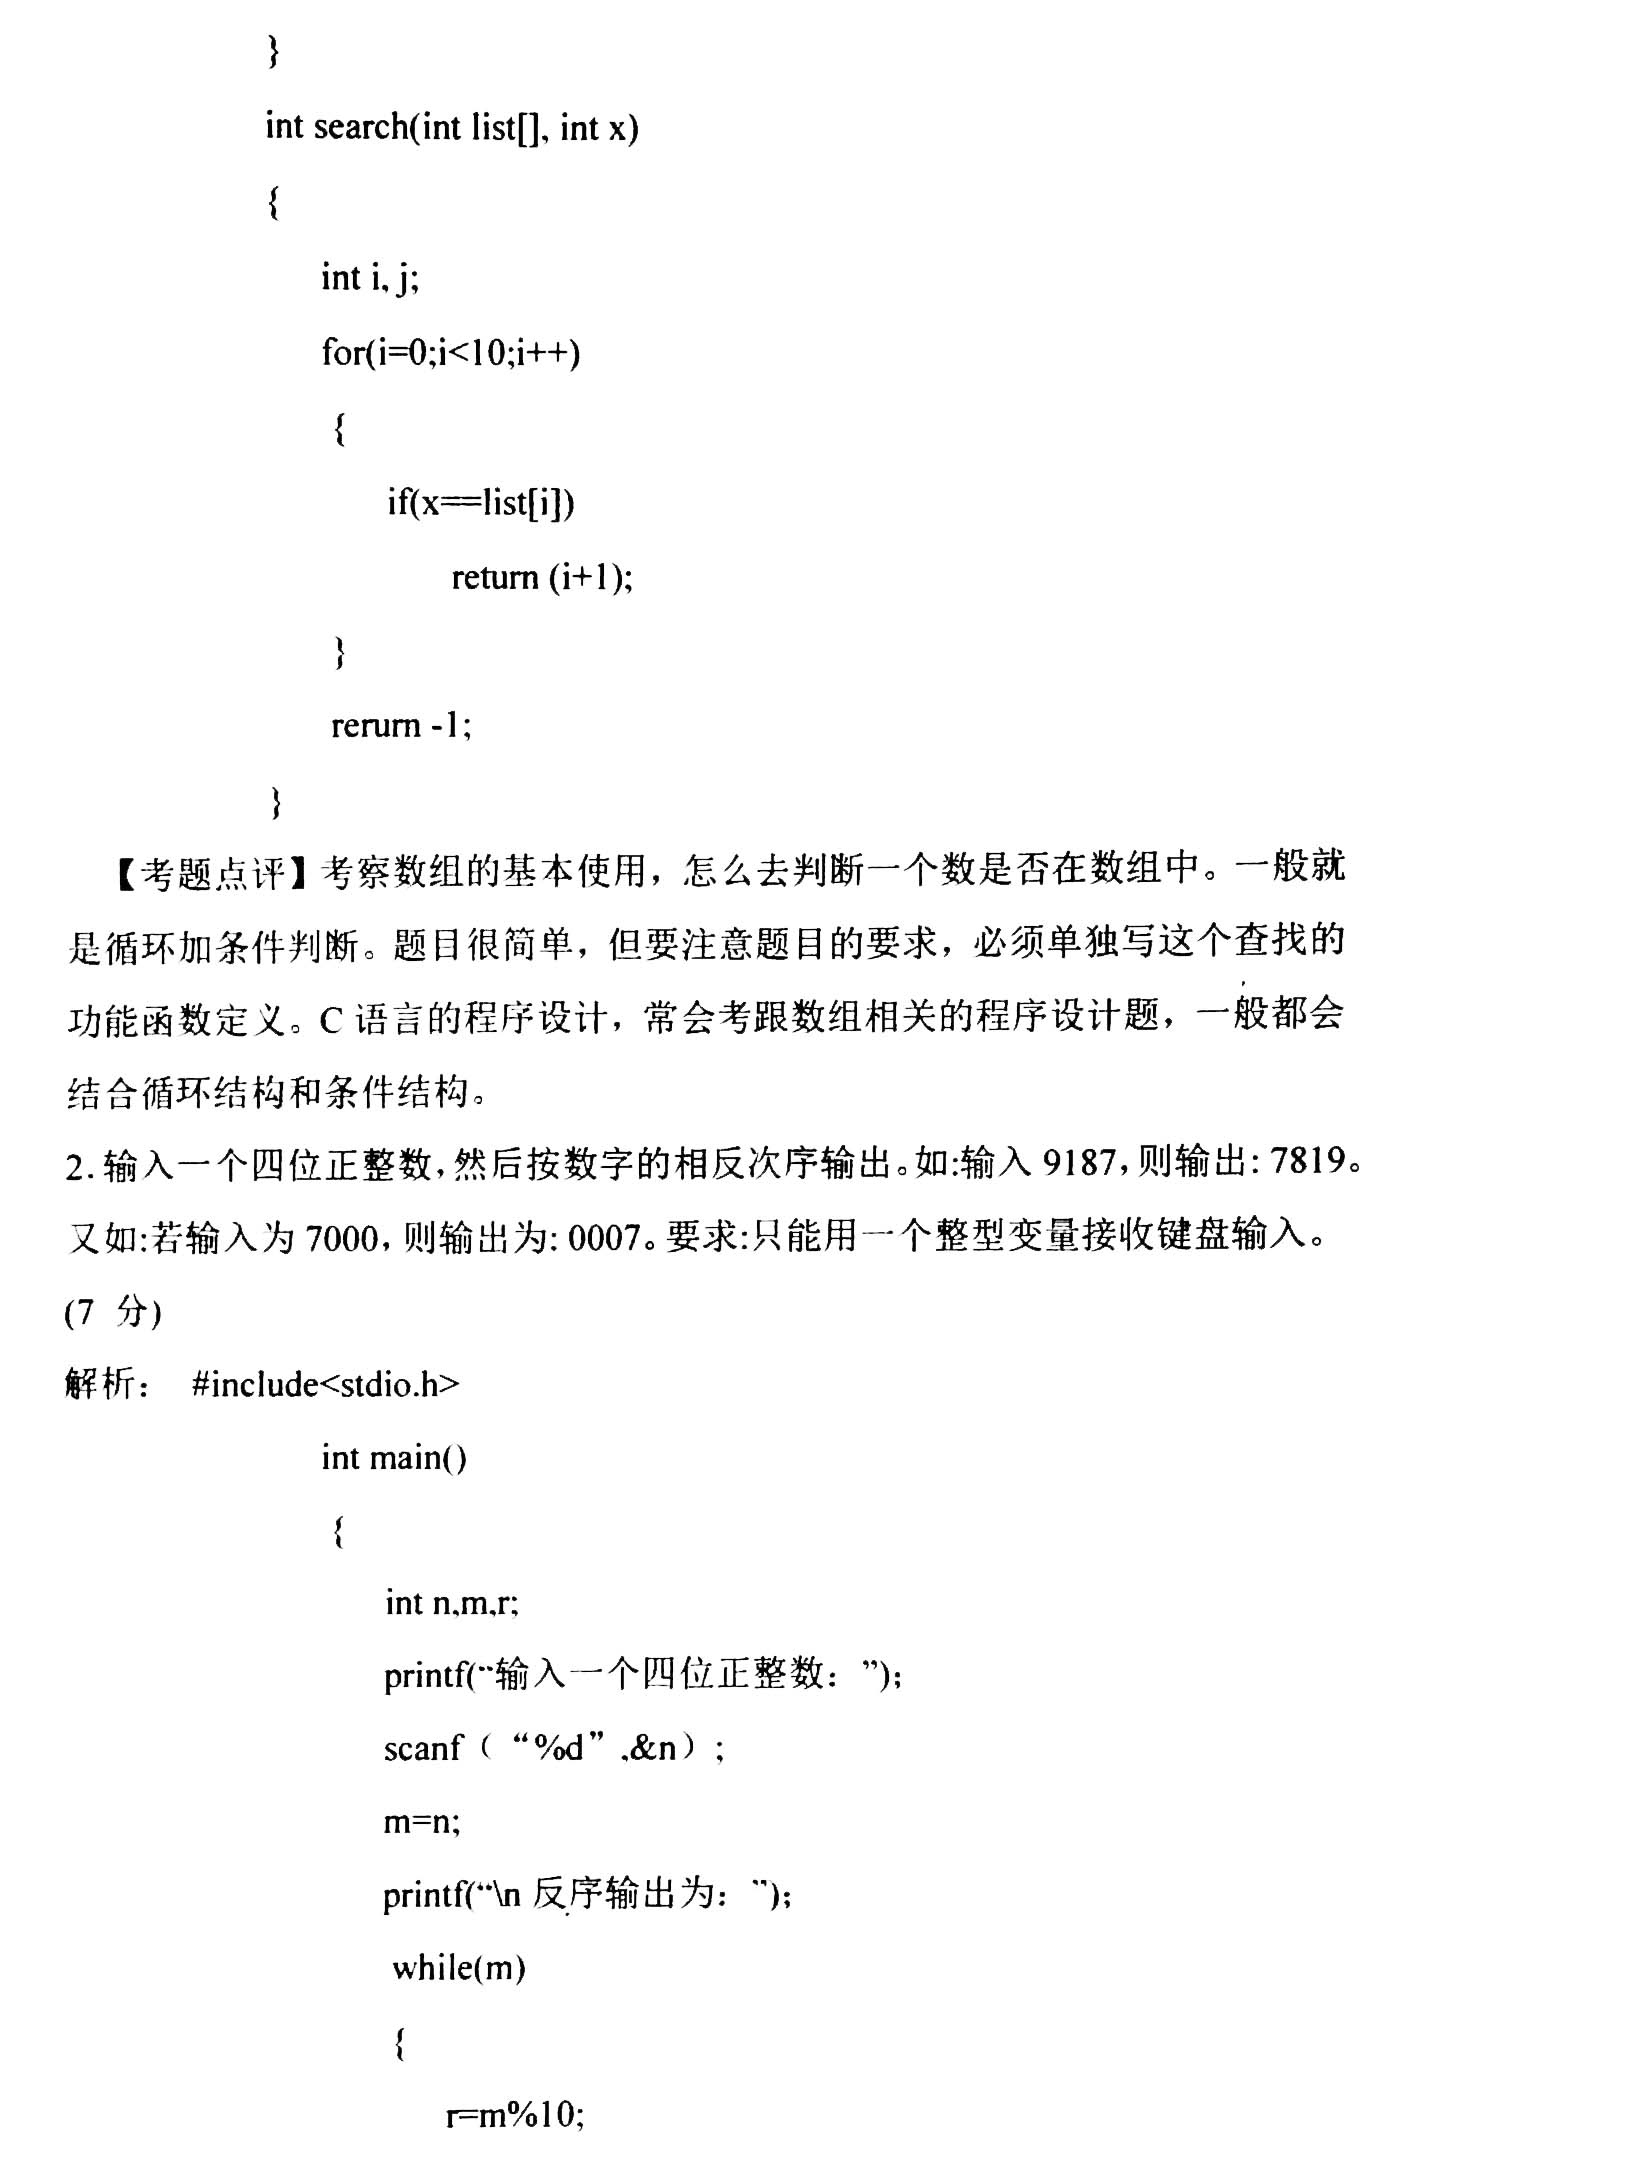 }
int search(int list[], int x)
{
int i, j;
for(i=0;i<10;i++)
{
if(x==list[i])
return (i+1);
}
rerurn -1;
}
【考题点评】考察数组的基本使用，怎么去判断一个数是否在数组中。一般就
是循环加条件判断。题目很简单，但要注意题目的要求，必须单独写这个查找的
功能函数定义。C 语言的程序设计，常会考跟数组相关的程序设计题，一般都会
结合循环结构和条件结构。
2.输入一个四位正整数,然后按数字的相反次序输出。如:输入 9187,则输出: 7819。
又如:若输入为 7000,则输出为: 0007。要求:只能用一个整型变量接收键盘输入。
(7 分)
解析： #include<stdio.h>
int main()
{
int n,m,r;
printf(“输入一个四位正整数：”);
scanf（“%d”,&n）;
m=n;
printf(“\n 反序输出为：”);
while(m)
{
r=m%10;